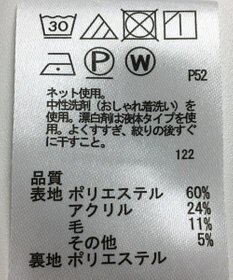 30
P W P52
ネット使用。
中性洗剤（おしゃれ着洗い）を
使用。漂白剤は液体タイプを使
用。よくすすぎ、絞りの後すぐ
に干すこと。
122
品質
表地 ポリエステル 60%
アクリル 24%
毛 11%
その他 5%
裏地 ポリエステル